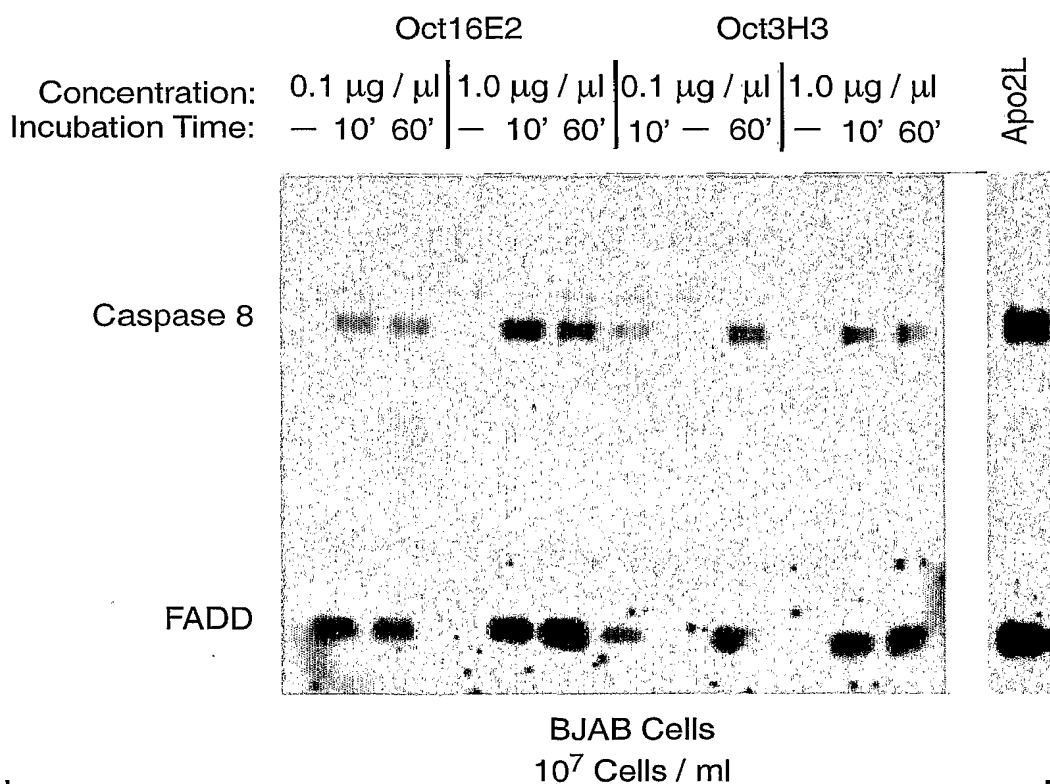 Oct16E2 Oct3H3
Concentration: 0.1 µg / µl 1.0 µg / µl 0.1 µg / µl 1.0 µg / µl
Incubation Time: — 10’ 60’ — 10’ 60’ 10’ — 60’ — 10’ 60’
Apo2L
Caspase 8
FADD
BJAB Cells
10⁷ Cells / ml